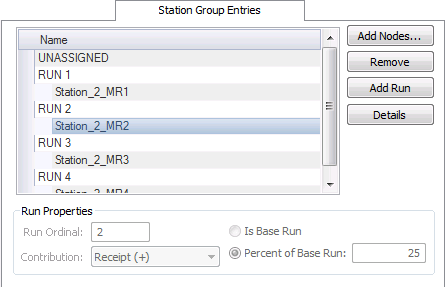 Station Group Entries
Name
UNASSIGNED
RUN 1
Station_2_MR1
RUN 2
Station_2_MR2
RUN 3
Station_2_MR3
RUN 4
Station_2_MR4
Add Nodes...
Remove
Add Run
Details
Run Properties
Run Ordinal: 2
Contribution: Receipt (+)
Is Base Run
Percent of Base Run: 25